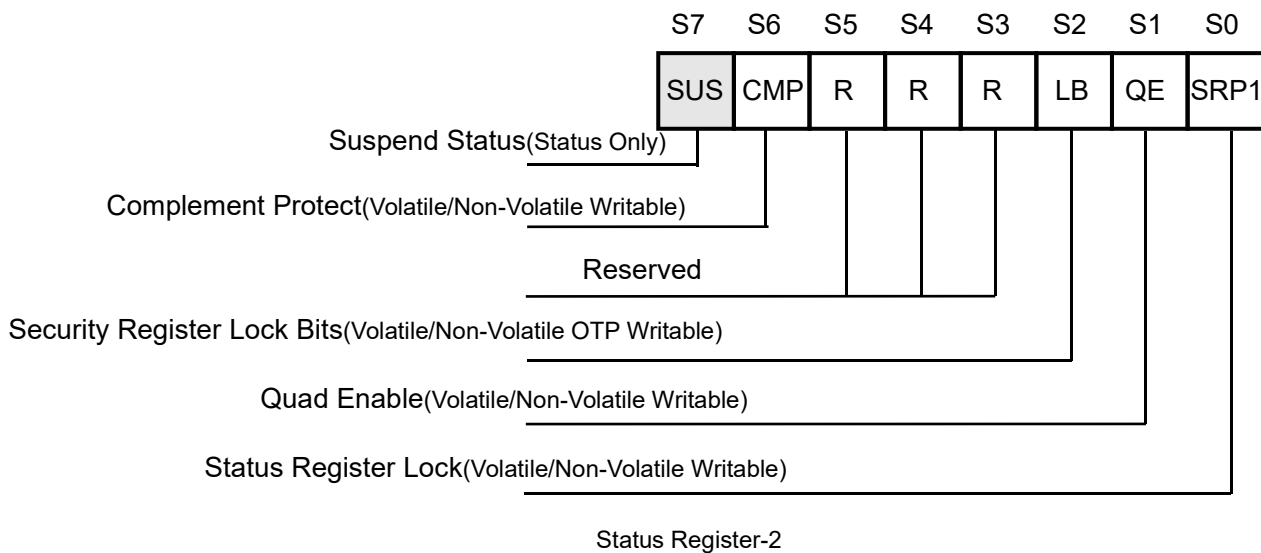 S7 S6 S5 S4 S3 S2 S1 S0
SUS CMP R R R LB QE SRP1
Suspend Status(Status Only)
Complement Protect(Volatile/Non-Volatile Writable)
Reserved
Security Register Lock Bits(Volatile/Non-Volatile OTP Writable)
Quad Enable(Volatile/Non-Volatile Writable)
Status Register Lock(Volatile/Non-Volatile Writable)
Status Register-2